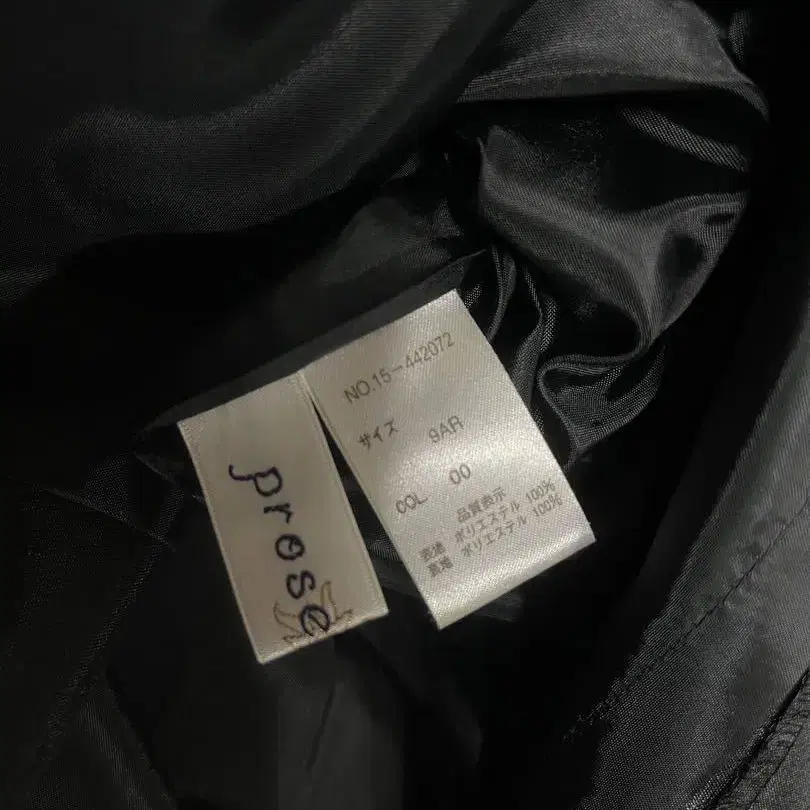 prose
NO.15-442072
サイズ 9AR
COL 00
品質表示
表地 ポリエステル 100%
裏地 ポリエステル 100%